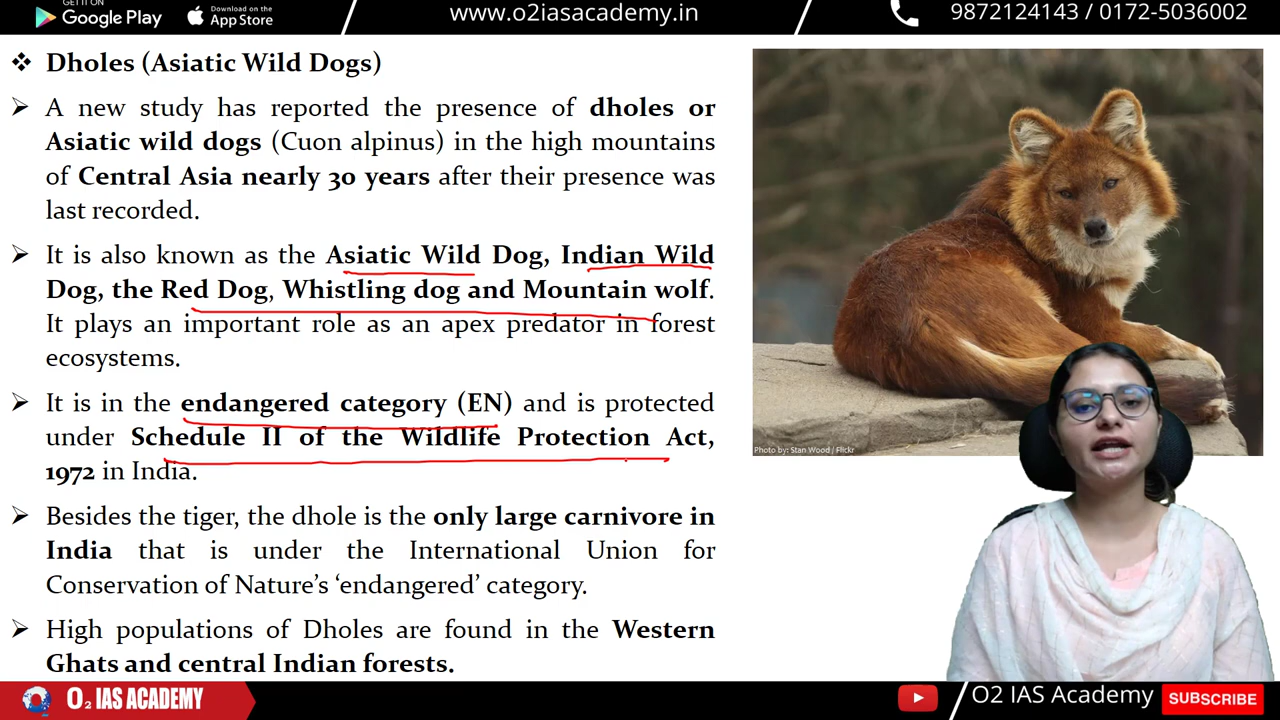 GET IT ON
Google Play
Download on the
App Store
www.o2iasacademy.in
9872124143 / 0172-5036002
❖ Dholes (Asiatic Wild Dogs)
➢ A new study has reported the presence of dholes or
Asiatic wild dogs (Cuon alpinus) in the high mountains
of Central Asia nearly 30 years after their presence was
last recorded.
➢ It is also known as the Asiatic Wild Dog, Indian Wild
Dog, the Red Dog, Whistling dog and Mountain wolf.
It plays an important role as an apex predator in forest
ecosystems.
➢ It is in the endangered category (EN) and is protected
under Schedule II of the Wildlife Protection Act,
1972 in India.
➢ Besides the tiger, the dhole is the only large carnivore in
India that is under the International Union for
Conservation of Nature's 'endangered' category.
➢ High populations of Dholes are found in the Western
Ghats and central Indian forests.
Photo by: Stan Wood / Flickr
O₂ IAS ACADEMY
O2 IAS Academy
SUBSCRIBE